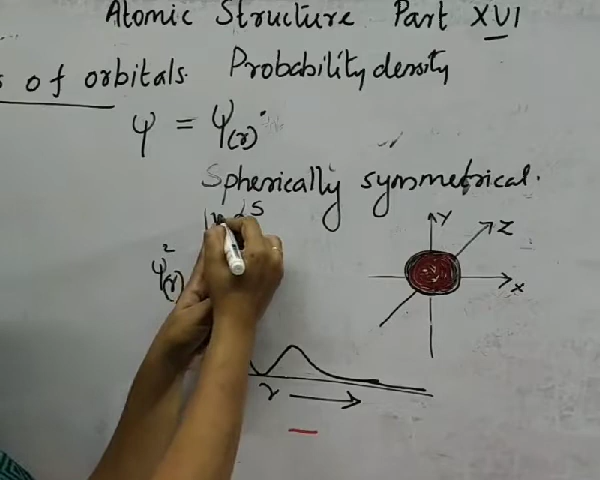 Atomic Structure Part XVI
s of orbitals Probability density
ψ = ψ(r)
Spherically symmetrical.
S
Y
Z
ψ²(r)
X
r